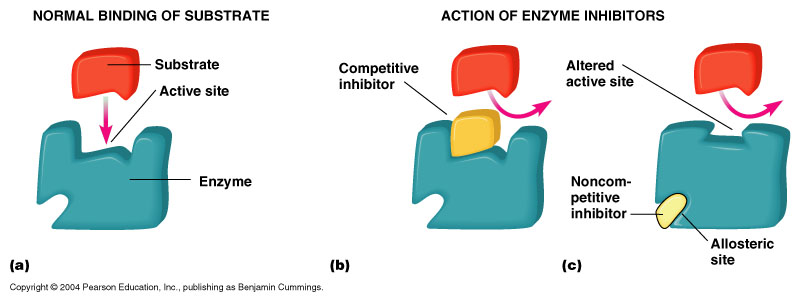 NORMAL BINDING OF SUBSTRATE
Substrate
Active site
Enzyme
(a)
ACTION OF ENZYME INHIBITORS
Competitive
inhibitor
(b)
Altered
active site
Noncom-
petitive
inhibitor
Allosteric
site
(c)
Copyright © 2004 Pearson Education, Inc., publishing as Benjamin Cummings.